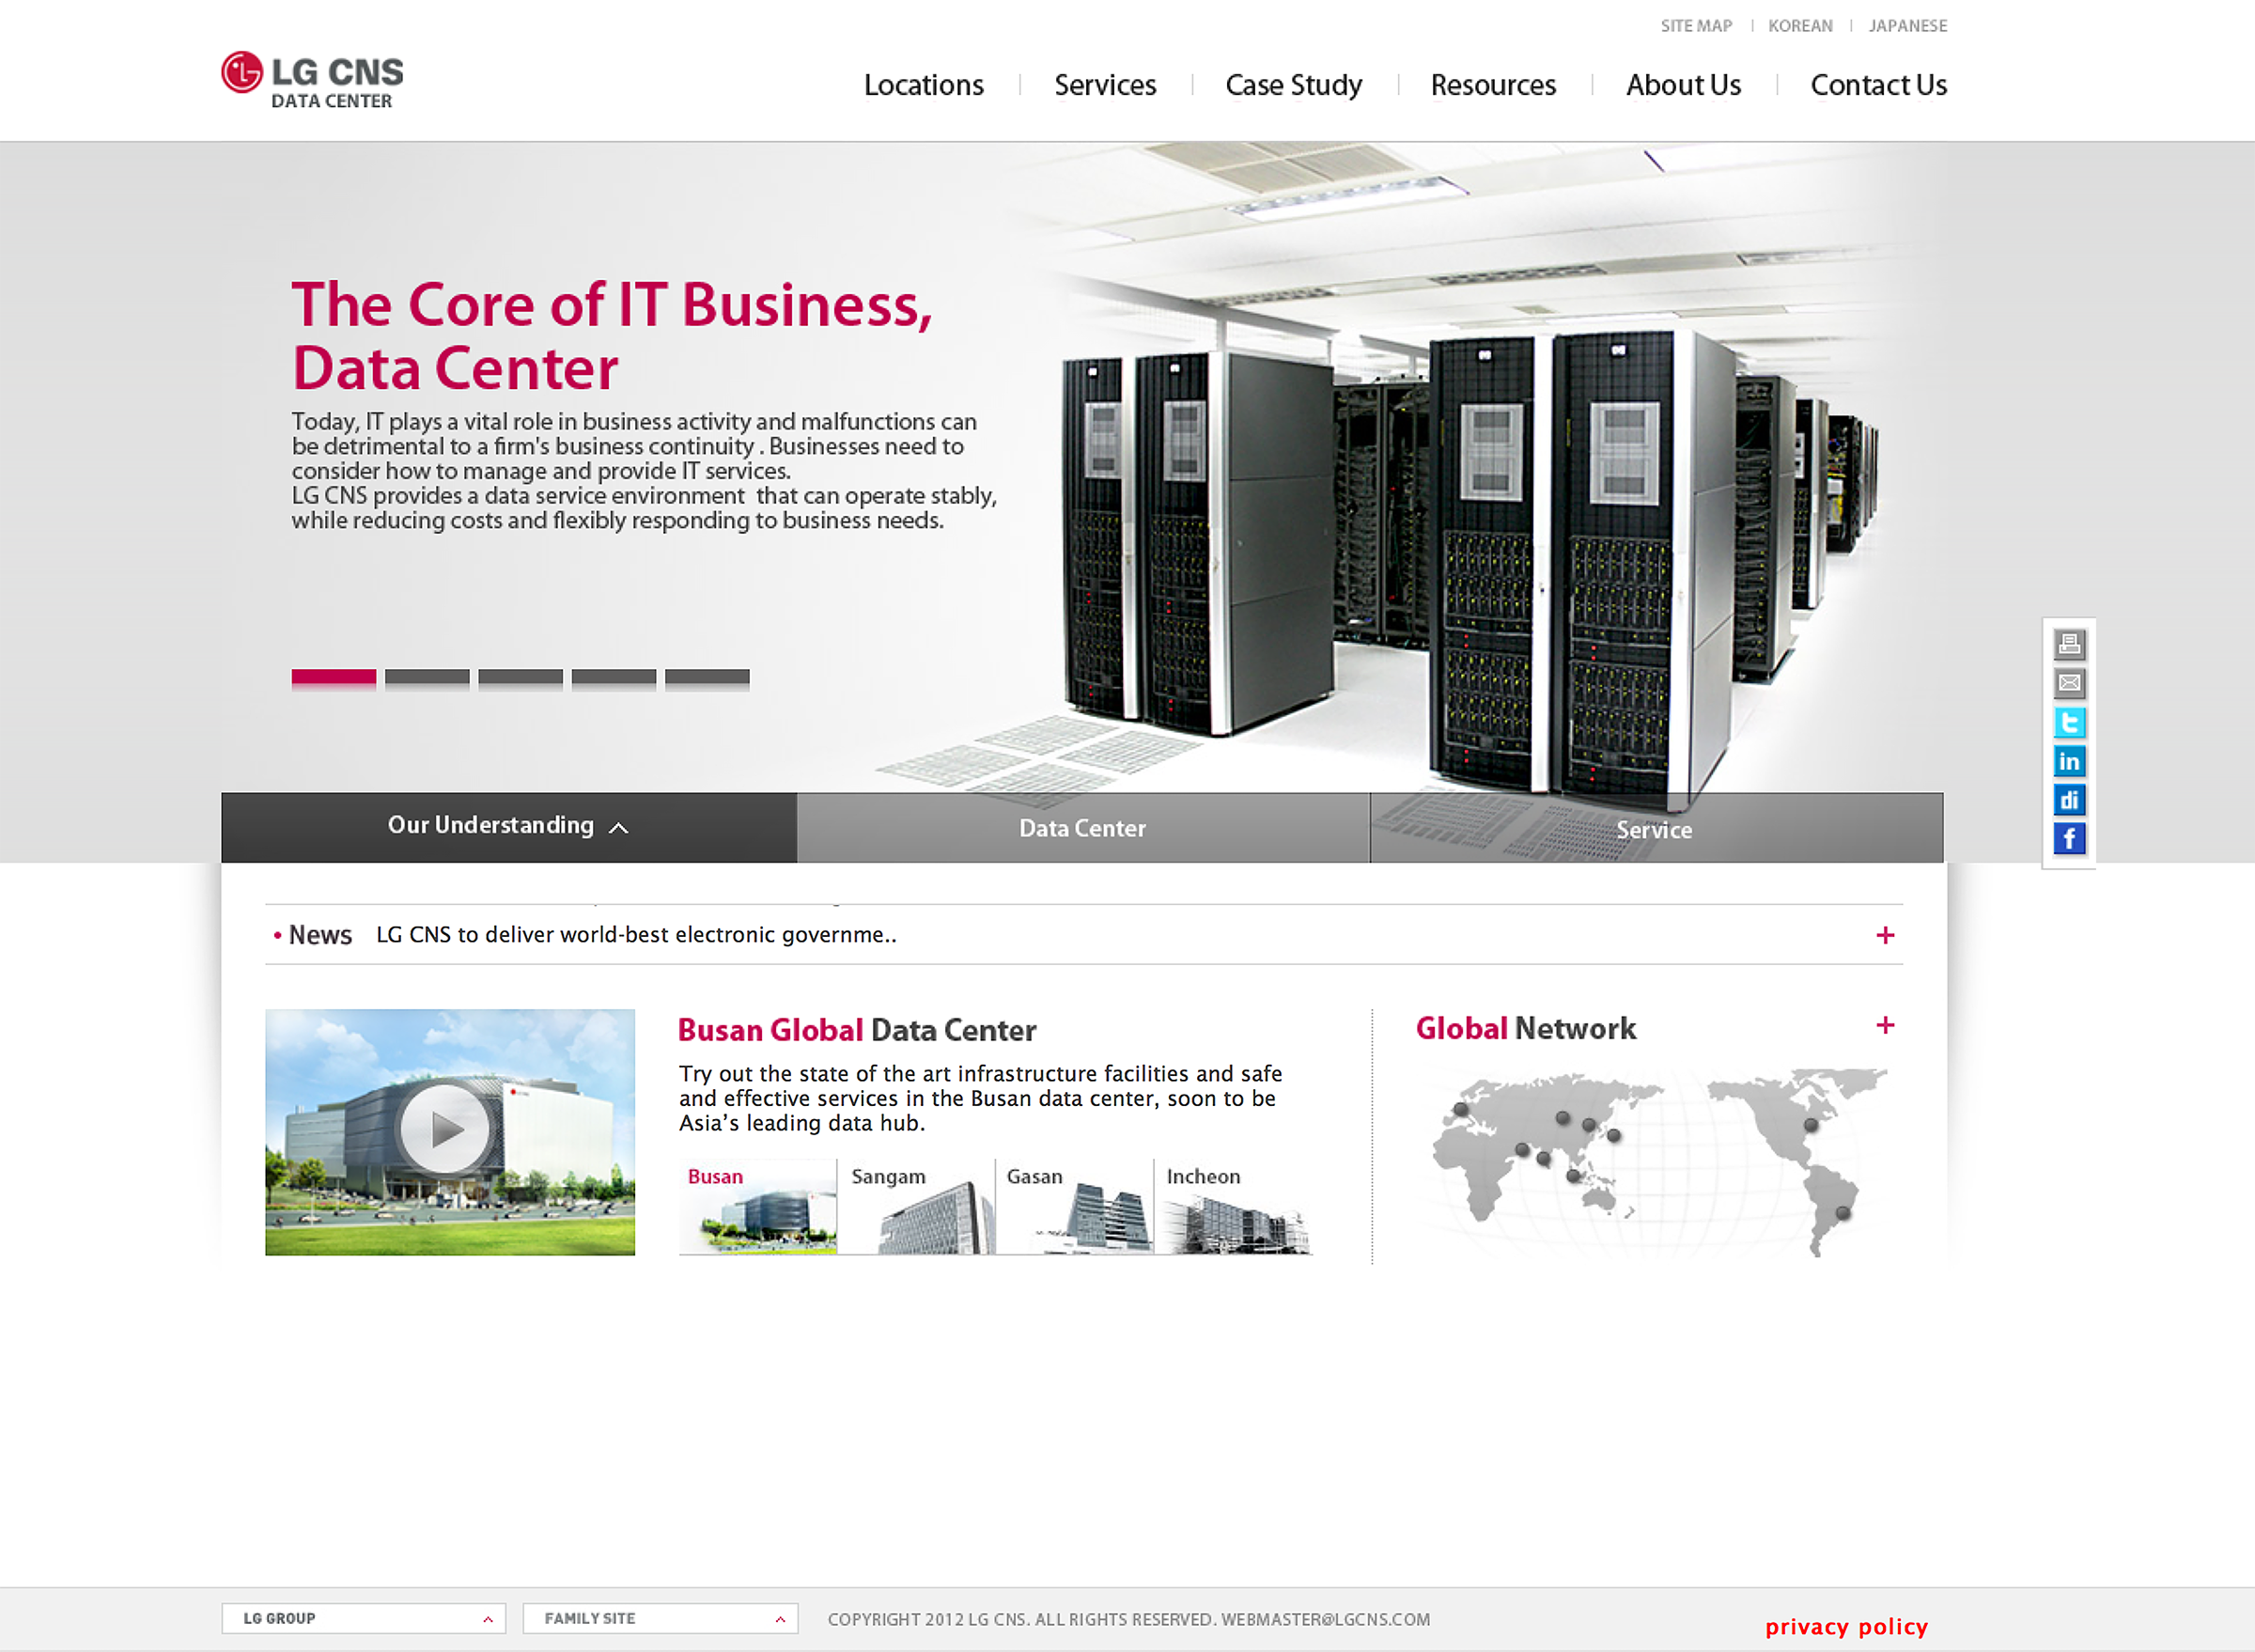 SITE MAP
KOREAN
JAPANESE
LG CNS
DATA CENTER
Locations
Services
Case Study
Resources
About Us
Contact Us
The Core of IT Business,
Data Center
Today, IT plays a vital role in business activity and malfunctions can
be detrimental to a firm's business continuity . Businesses need to
consider how to manage and provide IT services.
LG CNS provides a data service environment  that can operate stably,
while reducing costs and flexibly responding to business needs.
Our Understanding
Data Center
Service
• News
LG CNS to deliver world-best electronic governme..
Busan Global Data Center
Try out the state of the art infrastructure facilities and safe
and effective services in the Busan data center, soon to be
Asia’s leading data hub.
Busan
Sangam
Gasan
Incheon
Global Network
LG GROUP
FAMILY SITE
COPYRIGHT 2012 LG CNS. ALL RIGHTS RESERVED. WEBMASTER@LGCNS.COM
privacy policy